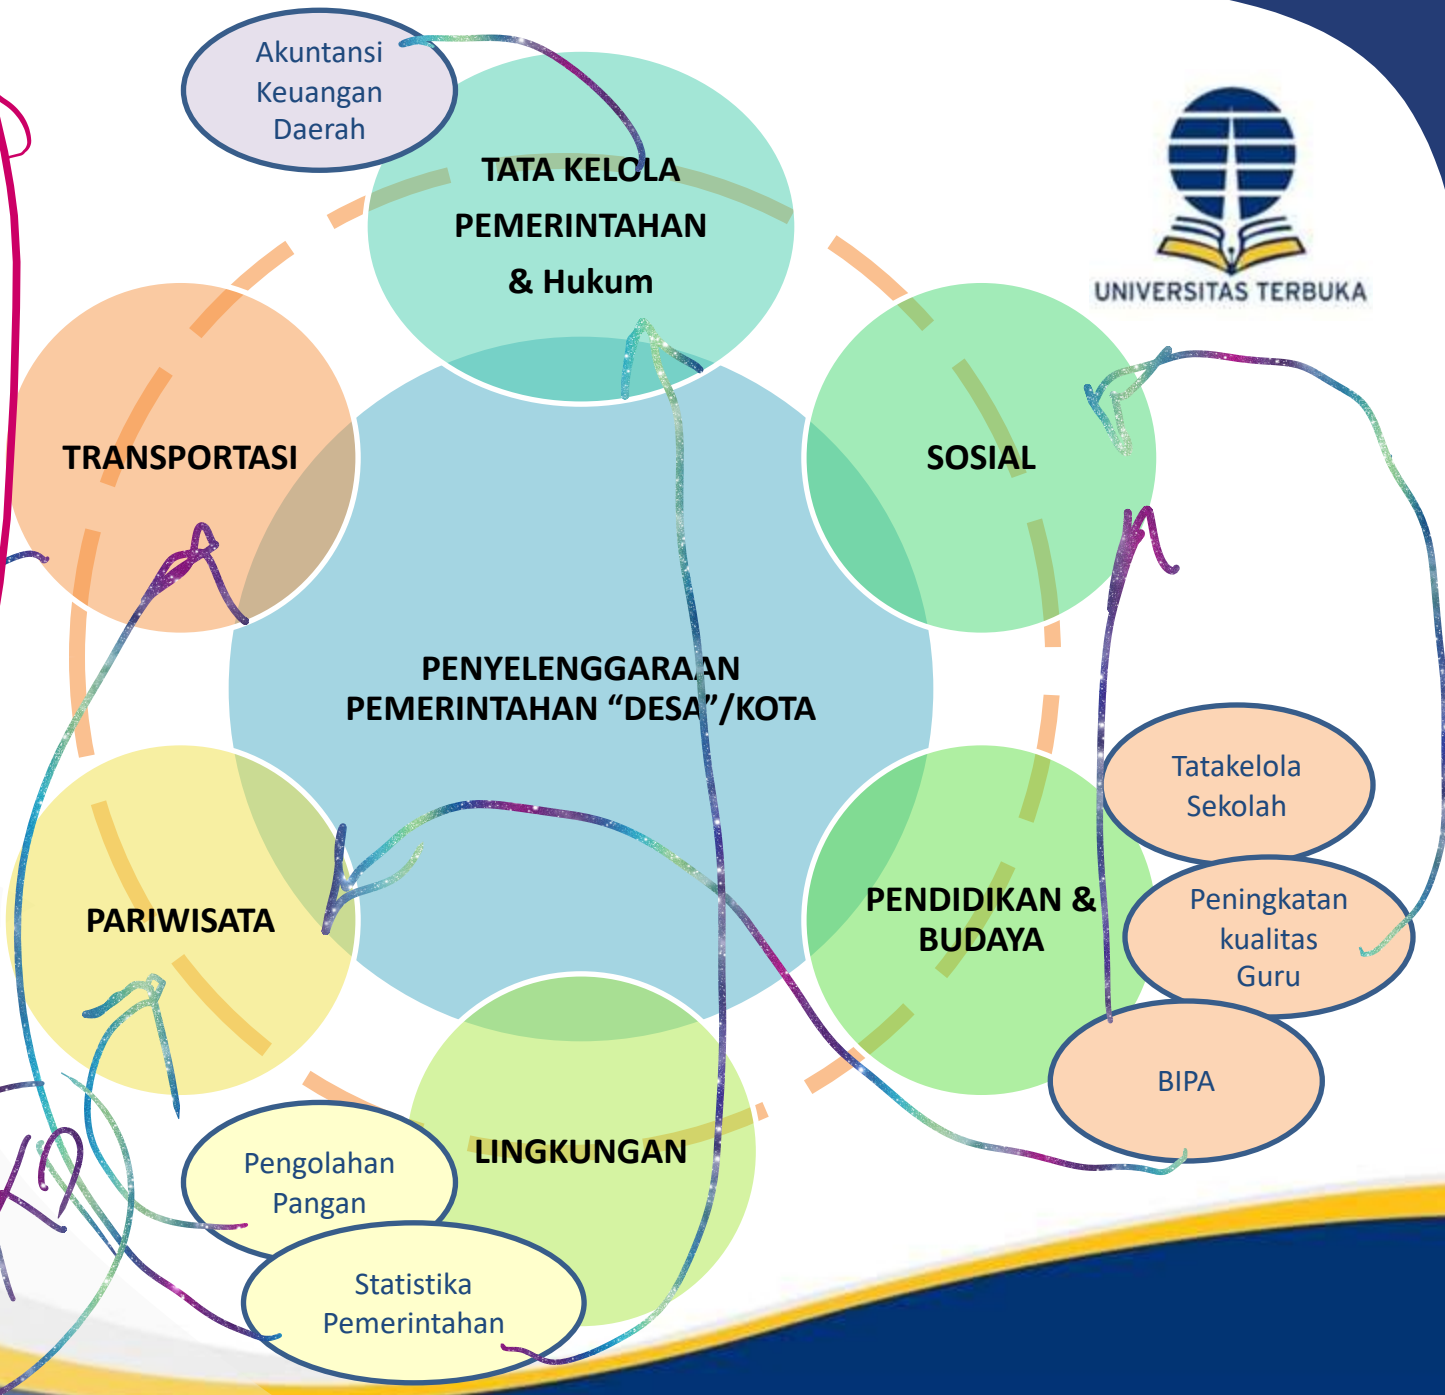 Akuntansi
Keuangan
Daerah
TATA KELOLA
PEMERINTAHAN
& Hukum
UNIVERSITAS TERBUKA
TRANSPORTASI
SOSIAL
PENYELENGGARAAN
PEMERINTAHAN “DESA”/KOTA
Tatakelola
Sekolah
PARIWISATA
PENDIDIKAN &
BUDAYA
Peningkatan
kualitas
Guru
BIPA
LINGKUNGAN
Pengolahan
Pangan
Statistika
Pemerintahan